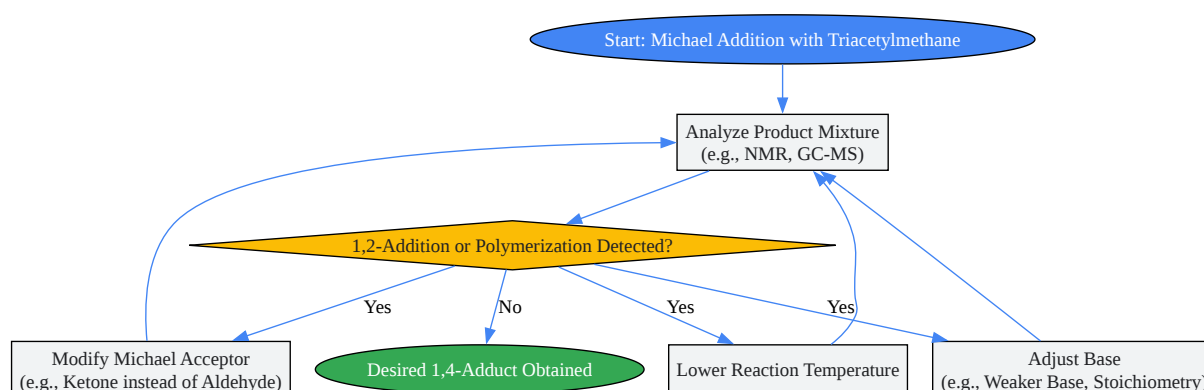 Start: Michael Addition with Triacetylmethane
Analyze Product Mixture
(e.g., NMR, GC-MS)
1,2-Addition or Polymerization Detected?
Yes
No
Yes
Yes
Modify Michael Acceptor
(e.g., Ketone instead of Aldehyde)
Desired 1,4-Adduct Obtained
Lower Reaction Temperature
Adjust Base
(e.g., Weaker Base, Stoichiometry)